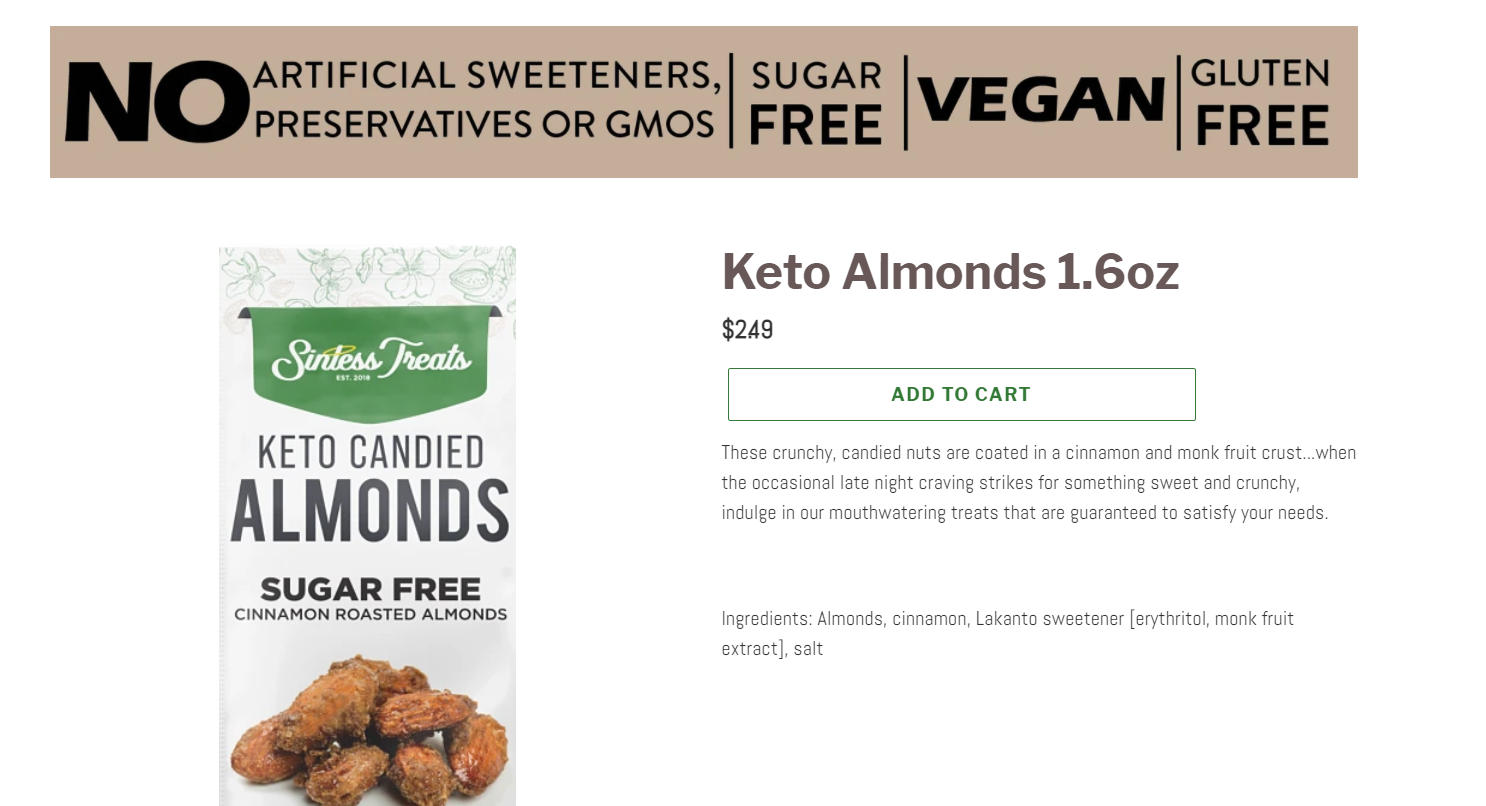 NO ARTIFICIAL SWEETENERS, PRESERVATIVES OR GMOS
SUGAR FREE
VEGAN
GLUTEN FREE
Sinless Treats
EST. 2018
KETO CANDIED
ALMONDS
SUGAR FREE
CINNAMON ROASTED ALMONDS
Keto Almonds 1.6oz
$2.49
ADD TO CART
These crunchy, candied nuts are coated in a cinnamon and monk fruit crust...when
the occasional late night craving strikes for something sweet and crunchy,
indulge in our mouthwatering treats that are guaranteed to satisfy your needs.
Ingredients: Almonds, cinnamon, Lakanto sweetener [erythritol, monk fruit
extract], salt